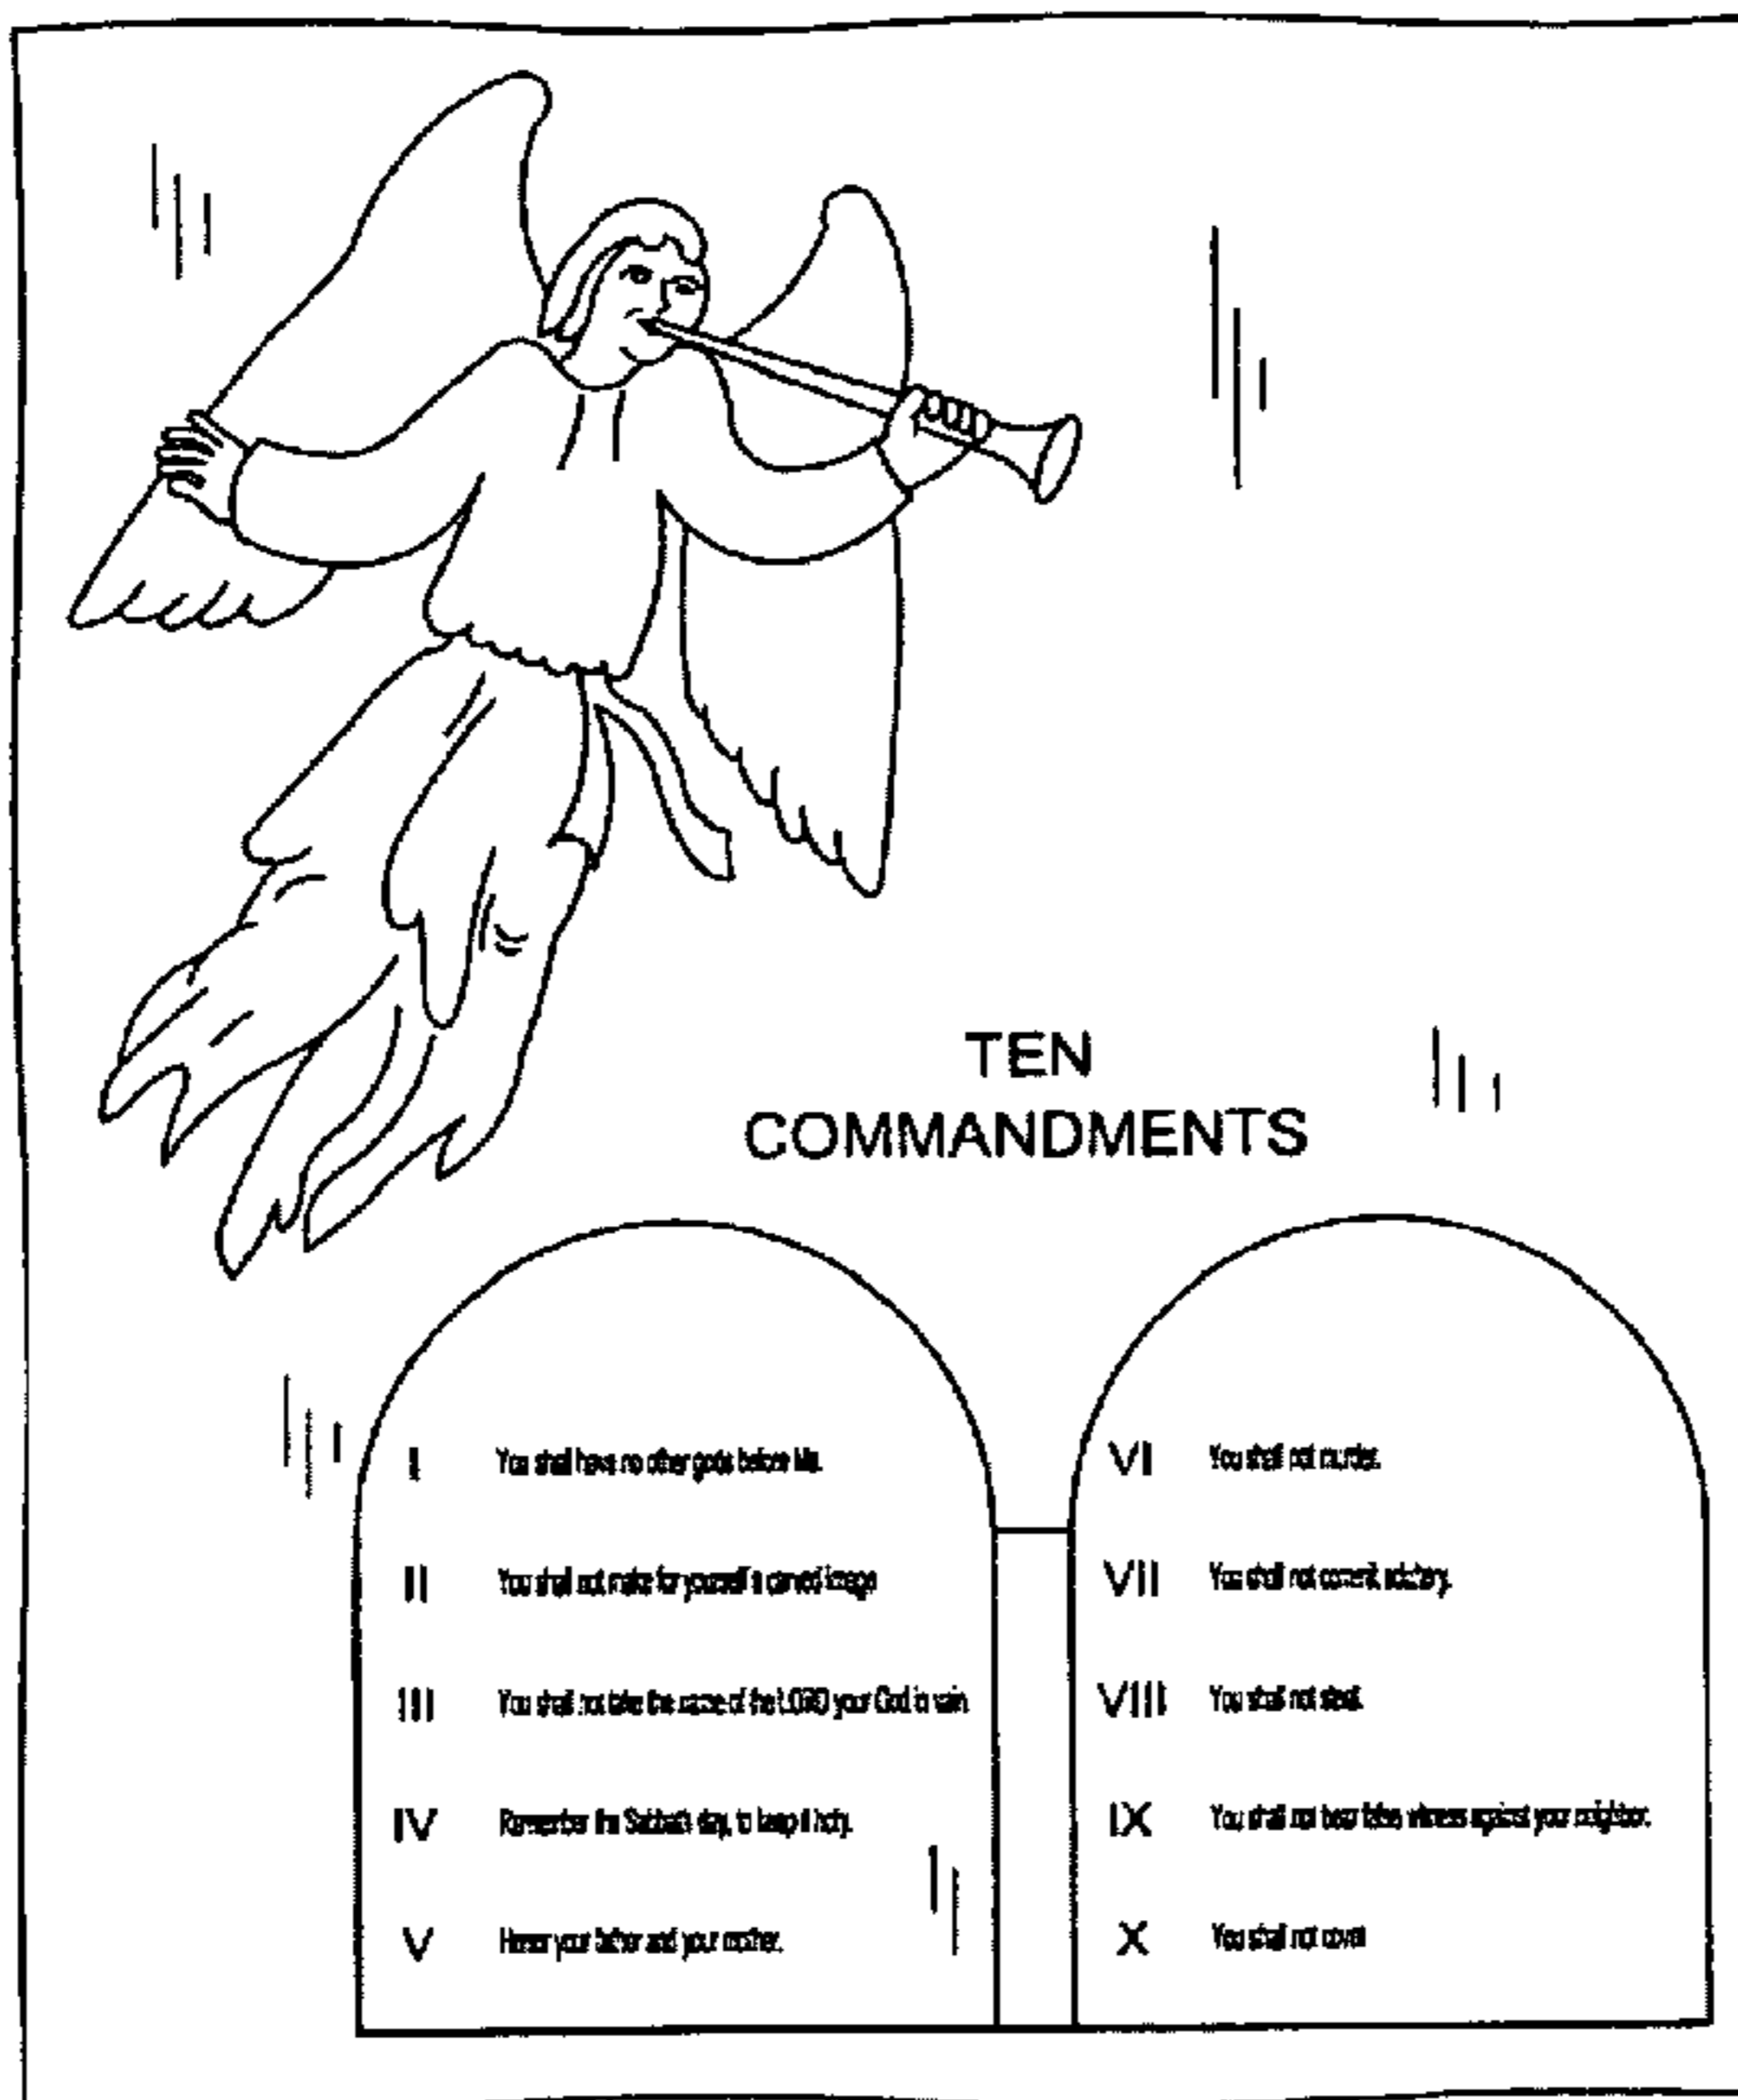 TEN
COMMANDMENTS
I You shall have no other gods before Me.
II You shall not make for yourself a carved image
III You shall not take the name of the LORD your God in vain.
IV Remember the Sabbath day, to keep it holy.
V Honor your father and your mother.
VI You shall not murder.
VII You shall not commit adultery.
VIII You shall not steal.
IX You shall not bear false witness against your neighbor.
X You shall not covet